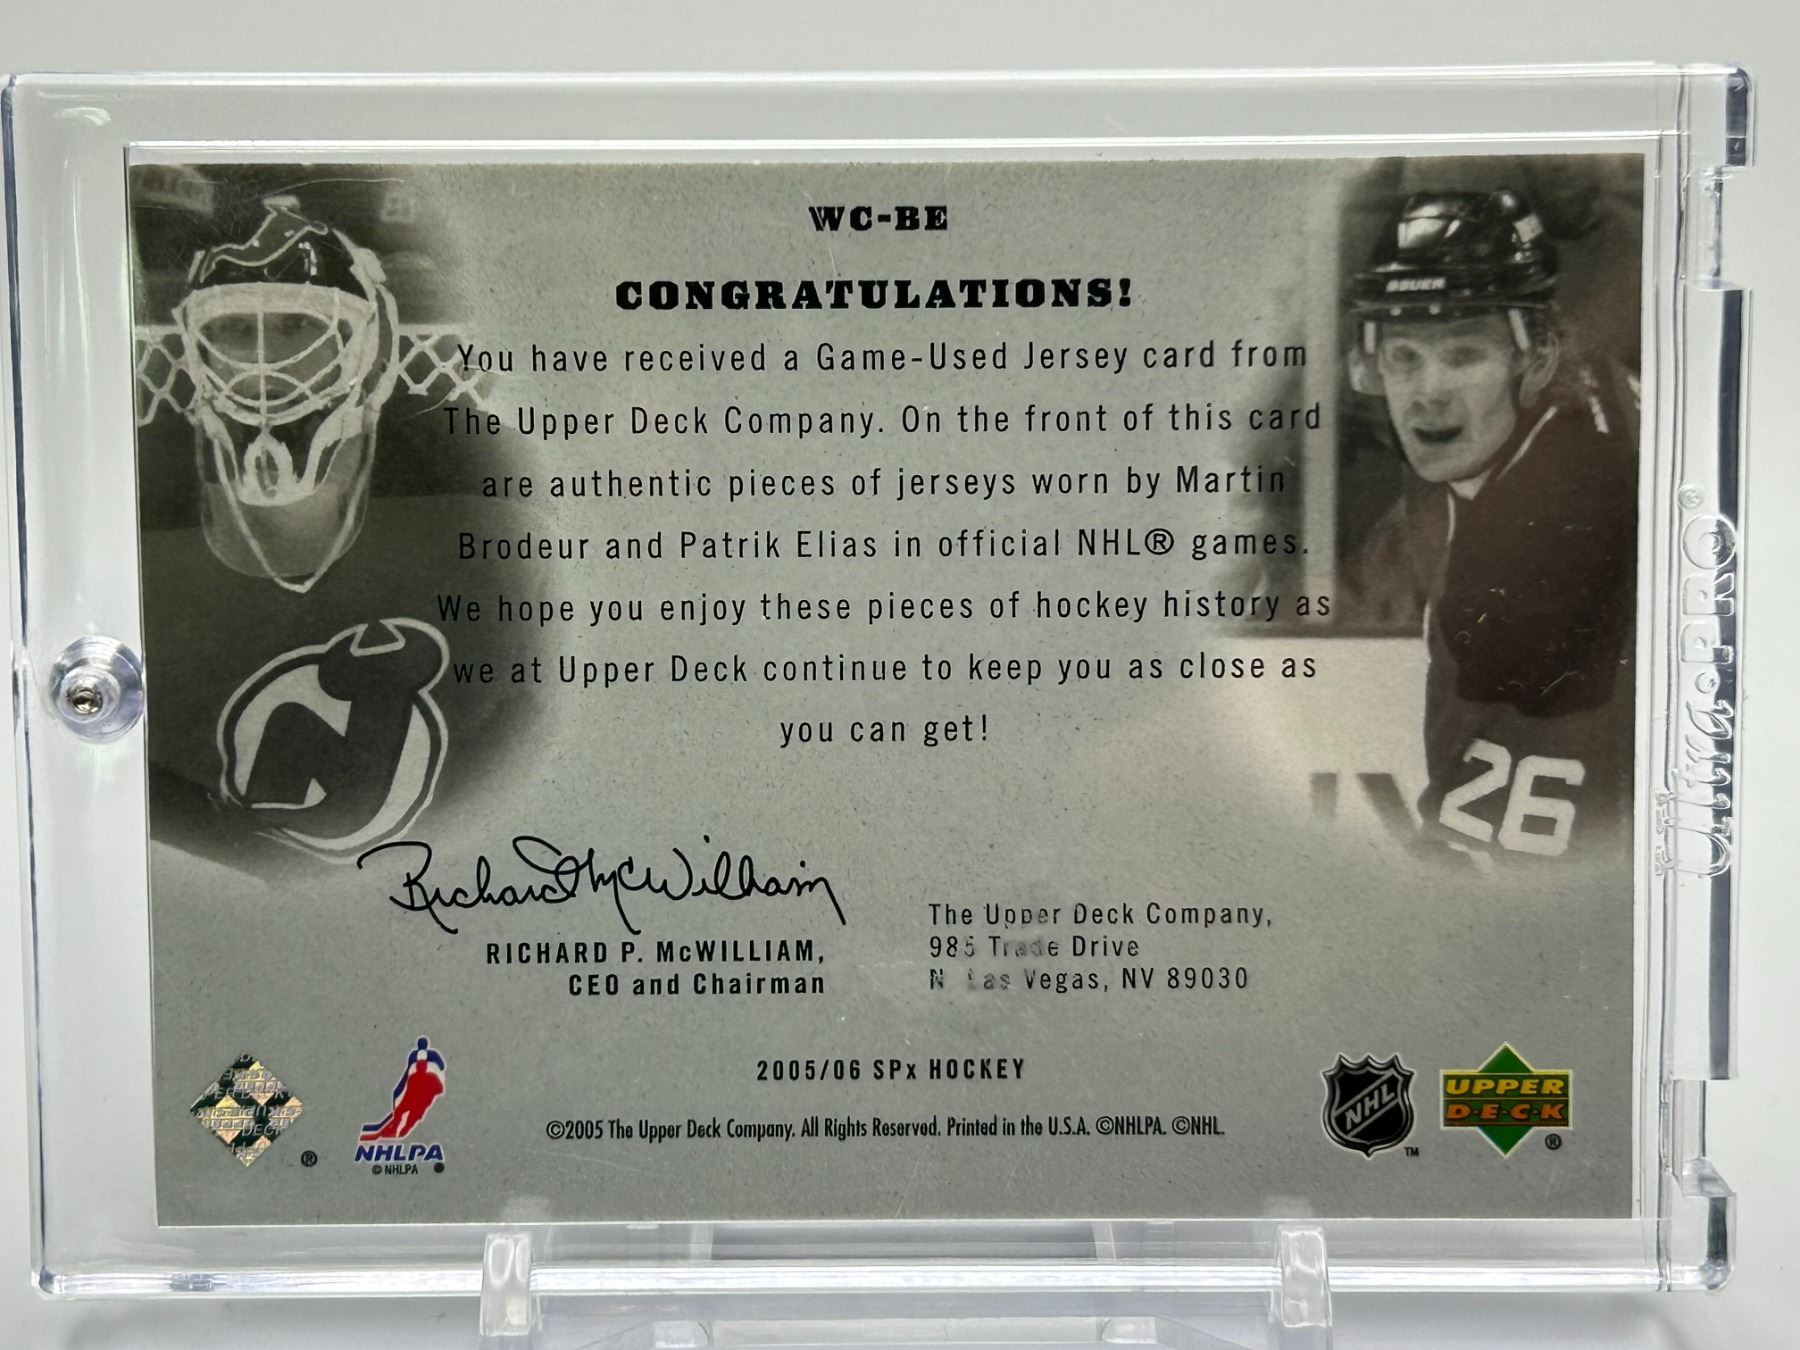 WC-BE
CONGRATULATIONS!
You have received a Game-Used Jersey card from
The Upper Deck Company. On the front of this card
are authentic pieces of jerseys worn by Martin
Brodeur and Patrik Elias in official NHL® games.
We hope you enjoy these pieces of hockey history as
we at Upper Deck continue to keep you as close as
you can get!
BAUER
26
Richard McWilliam
RICHARD P. McWILLIAM,
CEO and Chairman
The Upper Deck Company,
985 Trade Drive
N Las Vegas, NV 89030
2005/06 SPx HOCKEY
©2005 The Upper Deck Company. All Rights Reserved. Printed in the U.S.A. ©NHLPA. ©NHL.
®
NHLPA
© NHLPA
NHL
TM
UPPER
D·E·C·K
®
Ultra·PRO®